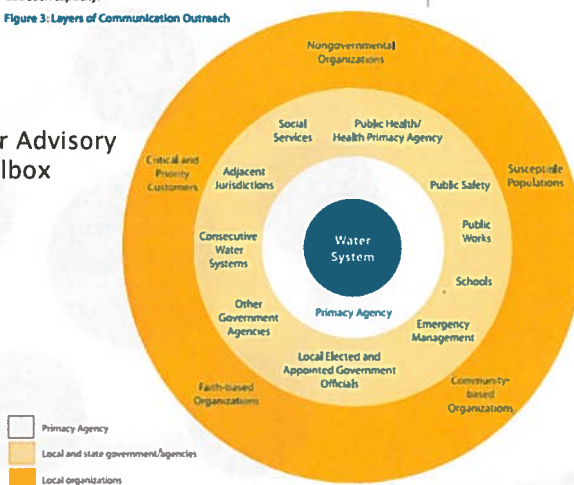 Figure 3: Layers of Communication Outreach
r Advisory
lbox
Nongovernmental
Organizations
Social
Services
Public Health/
Health Primacy Agency
Critical and
Priority
Customers
Adjacent
Jurisdictions
Public Safety
Susceptible
Populations
Consecutive
Water
Systems
Water
System
Public
Works
Schools
Other
Government
Agencies
Primacy Agency
Emergency
Management
Local Elected and
Appointed Government
Officials
Faith-based
Organizations
Community-
based
Organizations
Primacy Agency
Local and state government/agencies
Local organizations